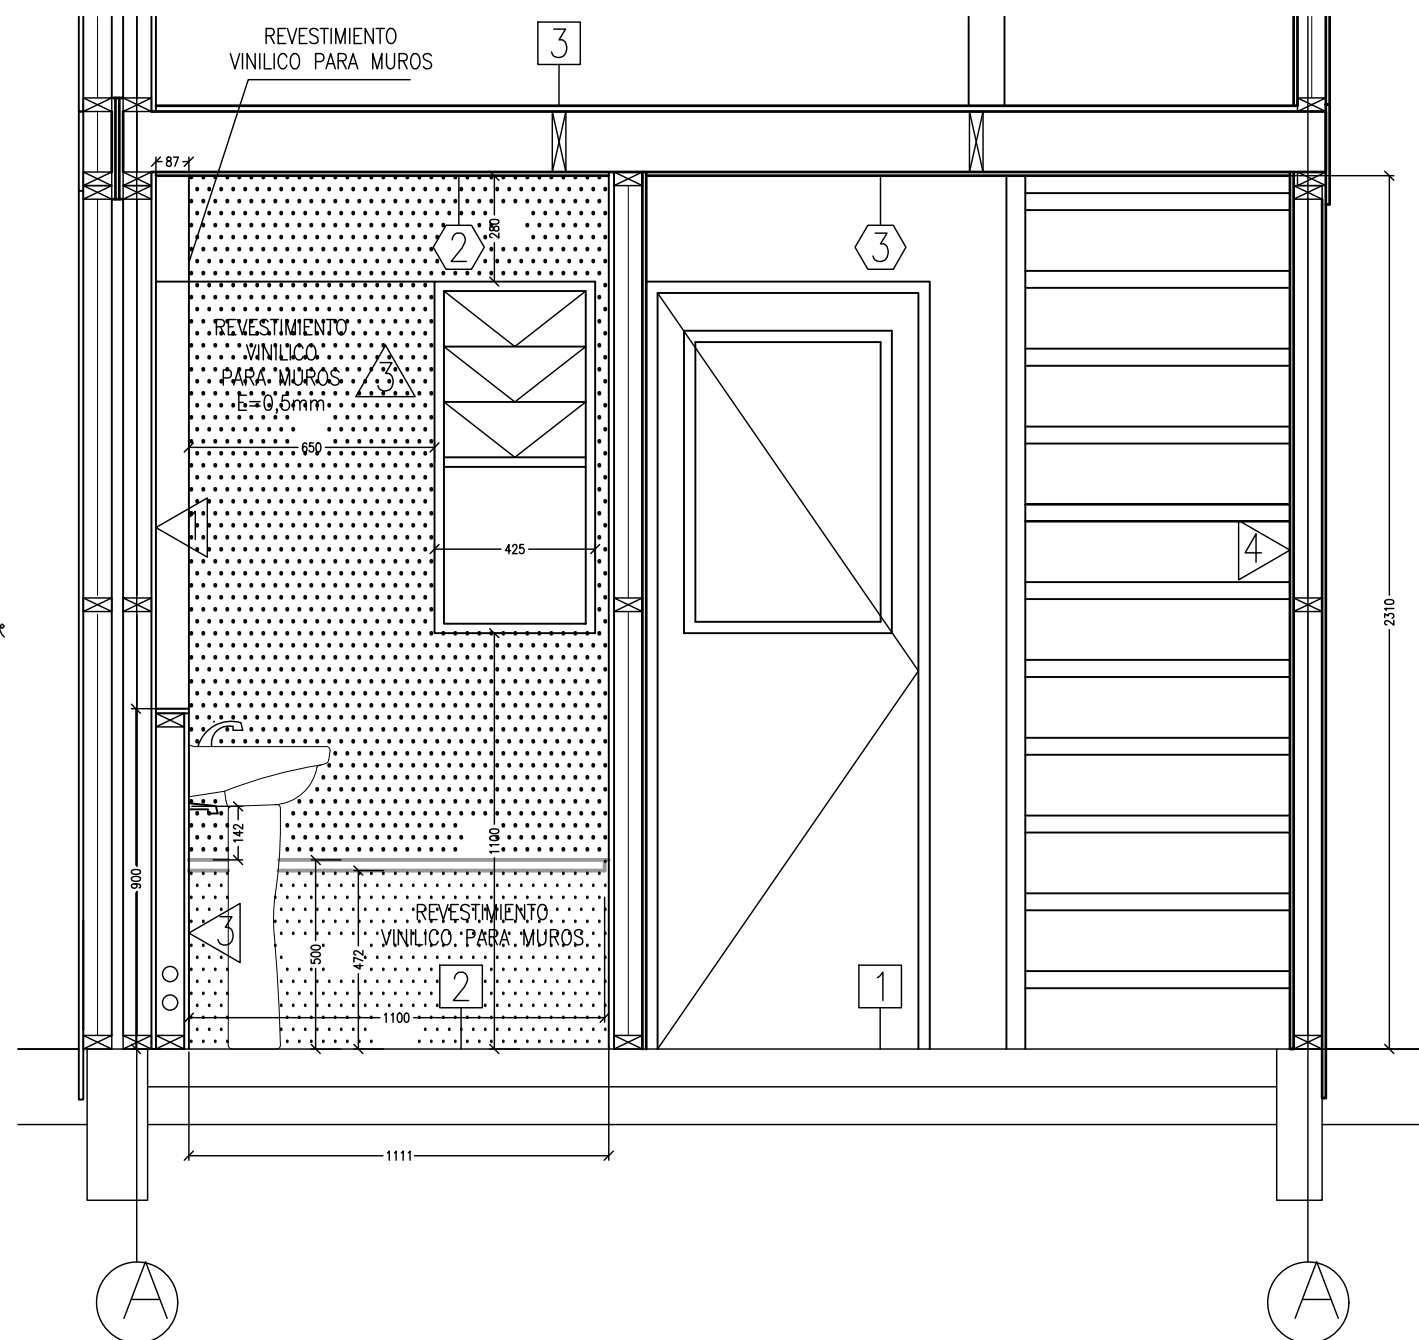 REVESTIMIENTO
VINILICO PARA MUROS
3
87
280
2
3
REVESTIMIENTO
VINILICO
PARA MUROS
E=0,5mm
3
650
1
425
4
2310
1100
142
900
REVESTIMIENTO
VINILICO PARA MUROS
3
500
472
2
1
1100
1111
A
A